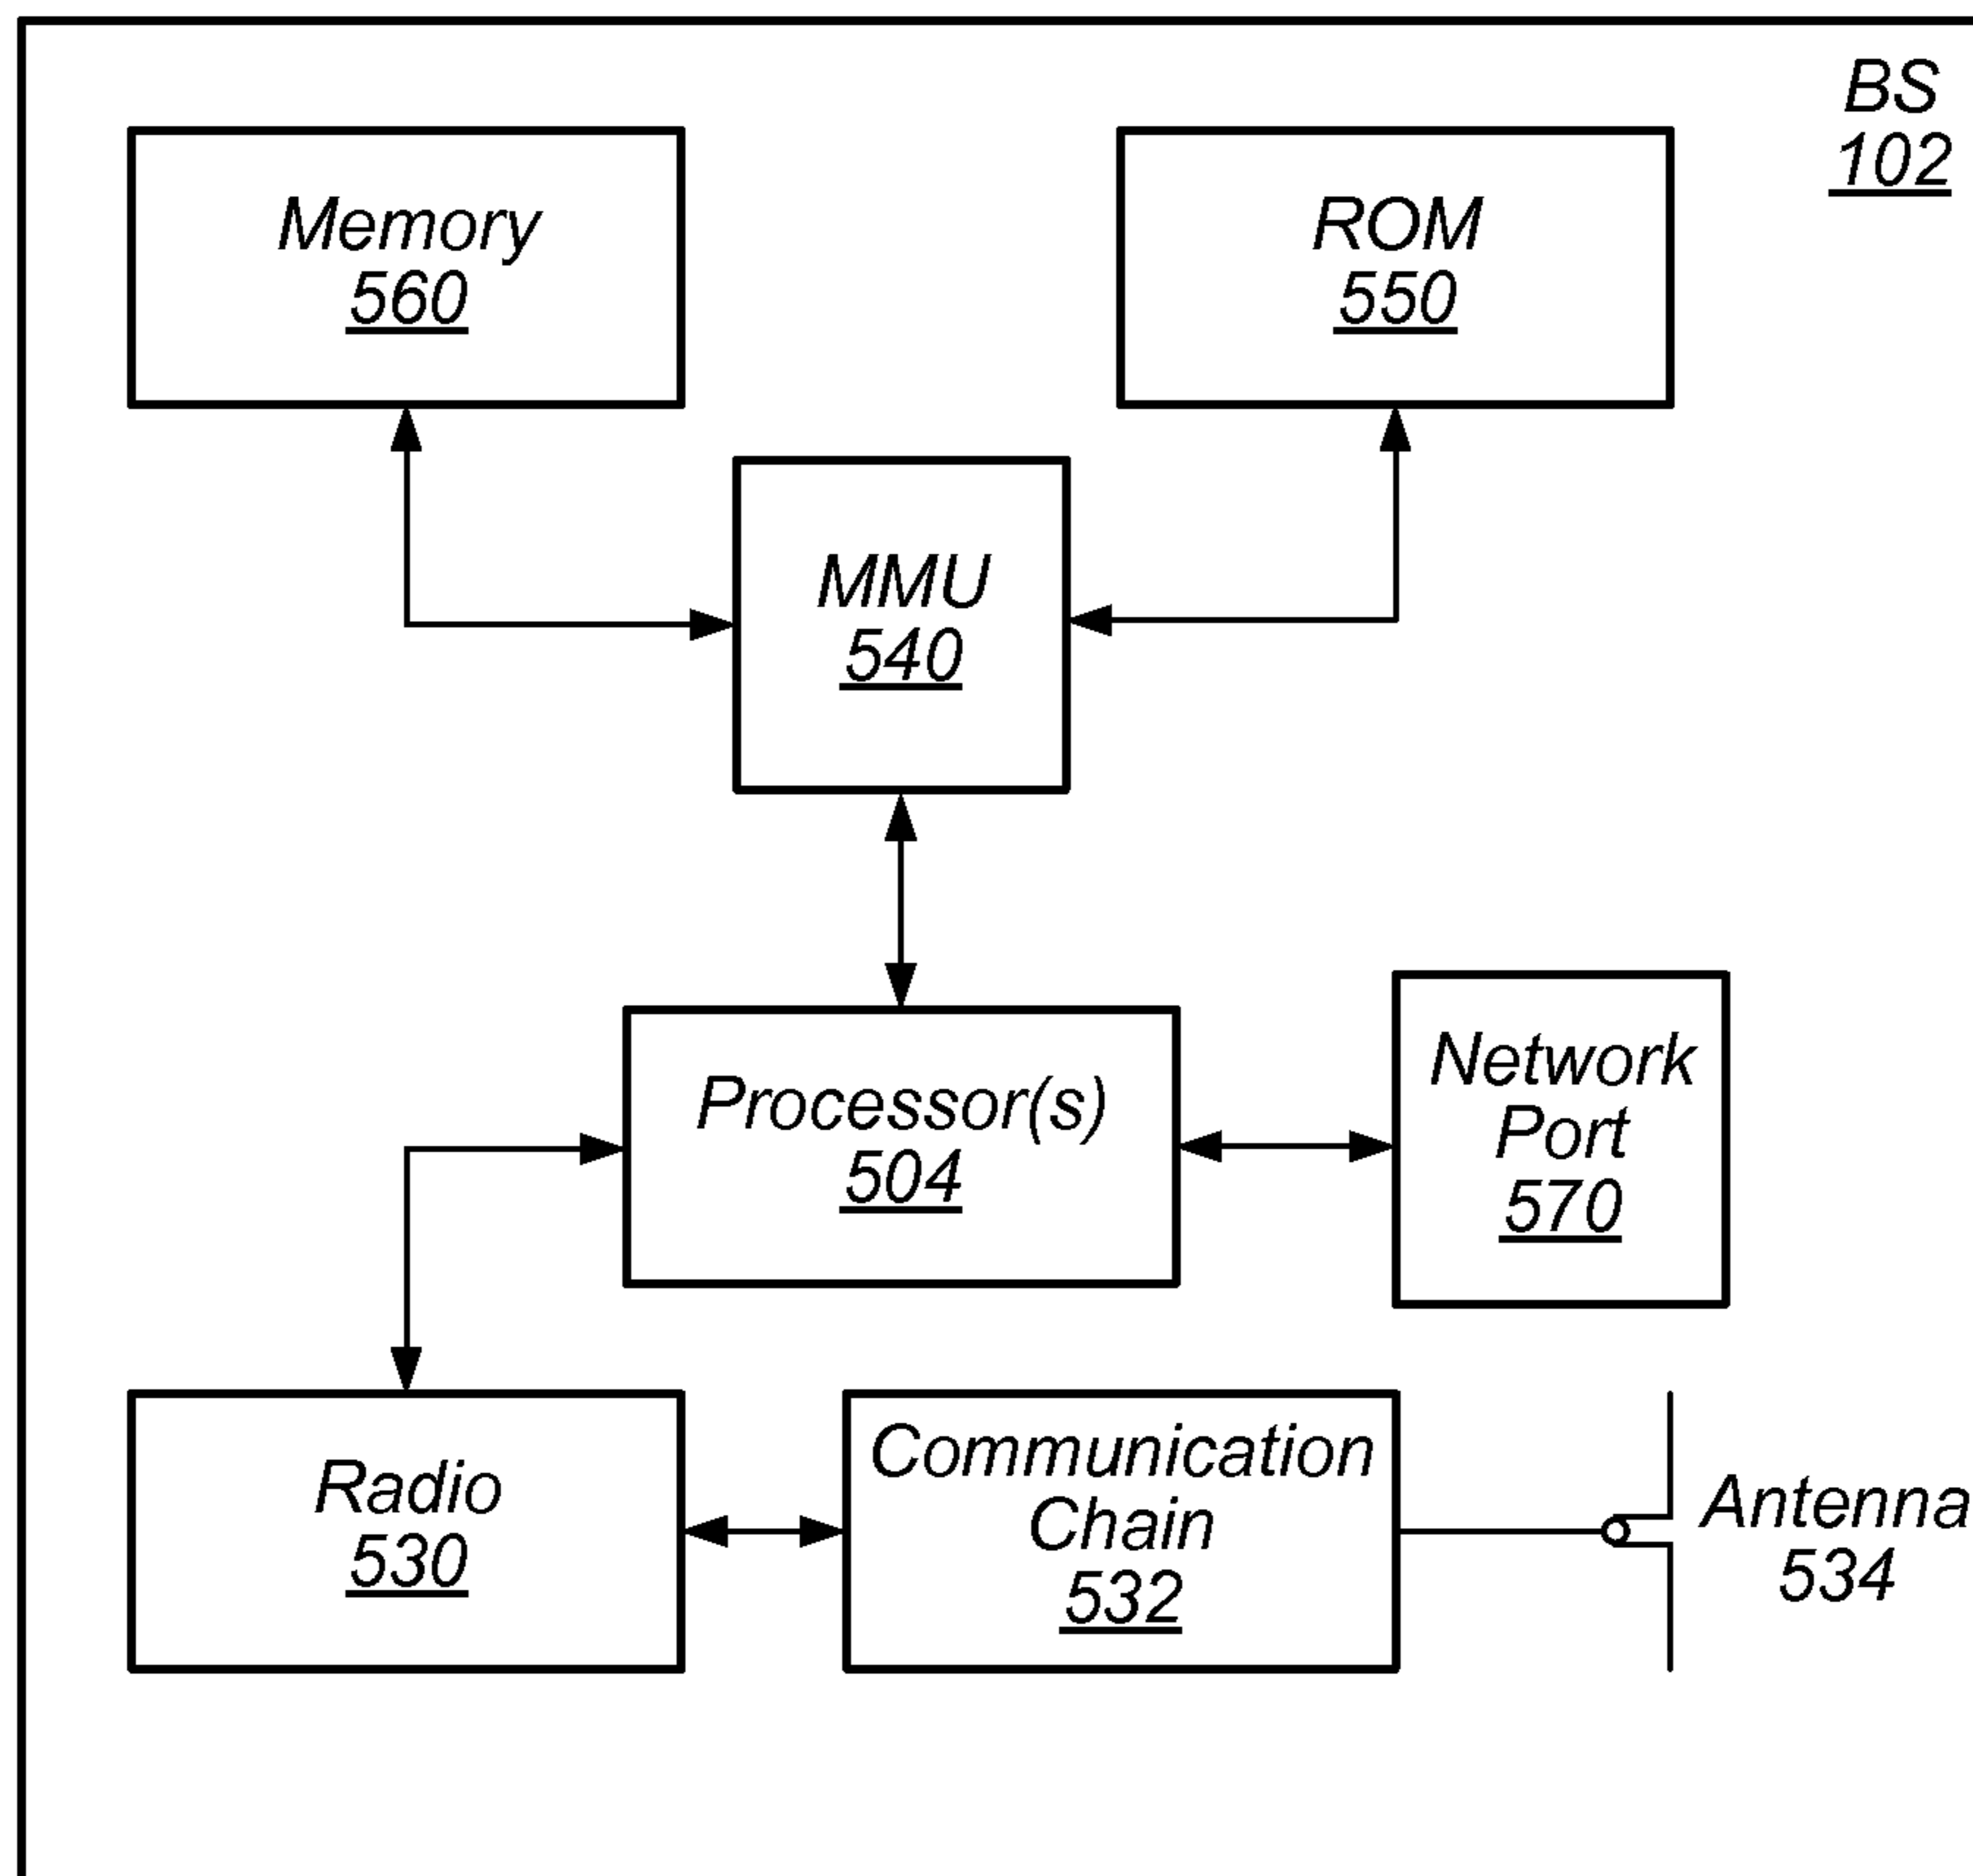 BS
102
Memory
560
ROM
550
MMU
540
Processor(s)
504
Network
Port
570
Radio
530
Communication
Chain
532
Antenna
534